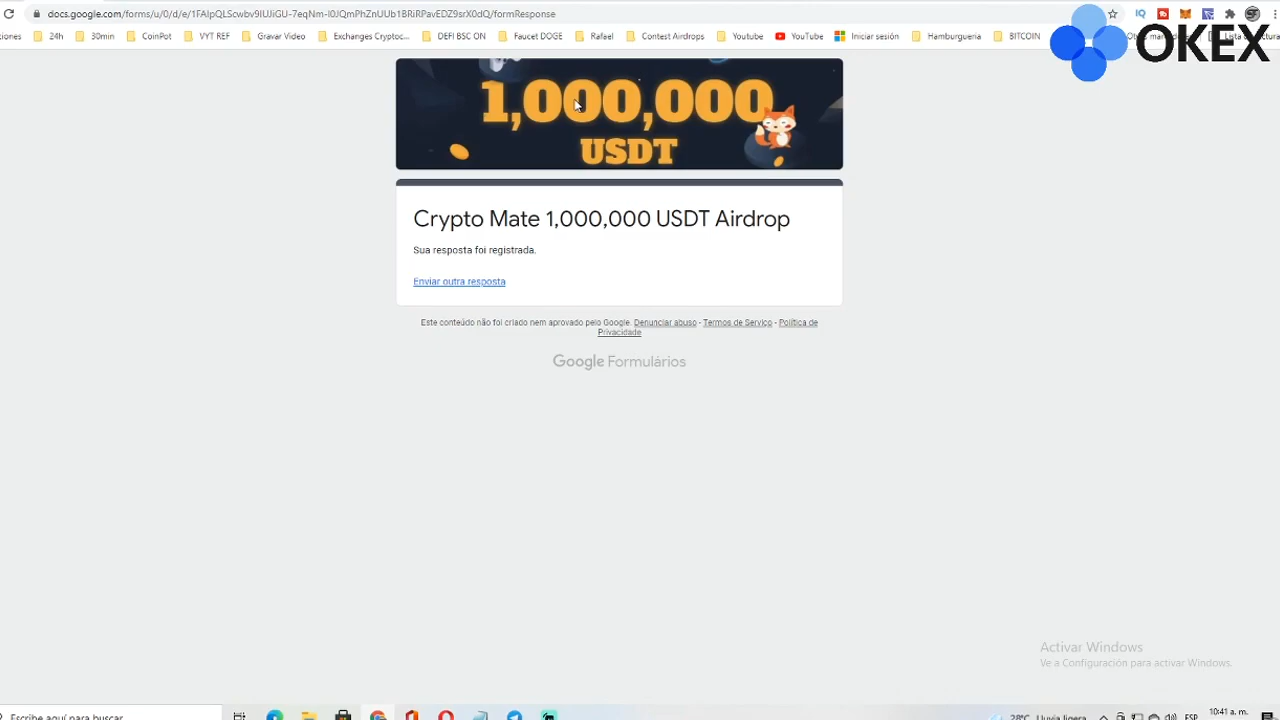 docs.google.com/forms/u/0/d/e/1FAIpQLScwbv9IUJiGU-7eqNm-I0JQmPhZnUUb1BRiRPavEDZ9srX0dQ/formResponse
ciones 24h 30min CoinPot VYT REF Gravar Video Exchanges Cryptoc... DEFI BSC ON Faucet DOGE Rafael Contest Airdrops Youtube YouTube Iniciar sesión Hamburgueria BITCOIN
OKEX
1,000,000
USDT
Crypto Mate 1,000,000 USDT Airdrop
Sua resposta foi registrada.
Enviar outra resposta
Este conteúdo não foi criado nem aprovado pelo Google. Denunciar abuso - Termos de Serviço - Política de
Privacidade
Google Formulários
Activar Windows
Ve a Configuración para activar Windows.
Escribe aquí para buscar
28°C Lluvia ligera ESP 10:41 a. m.